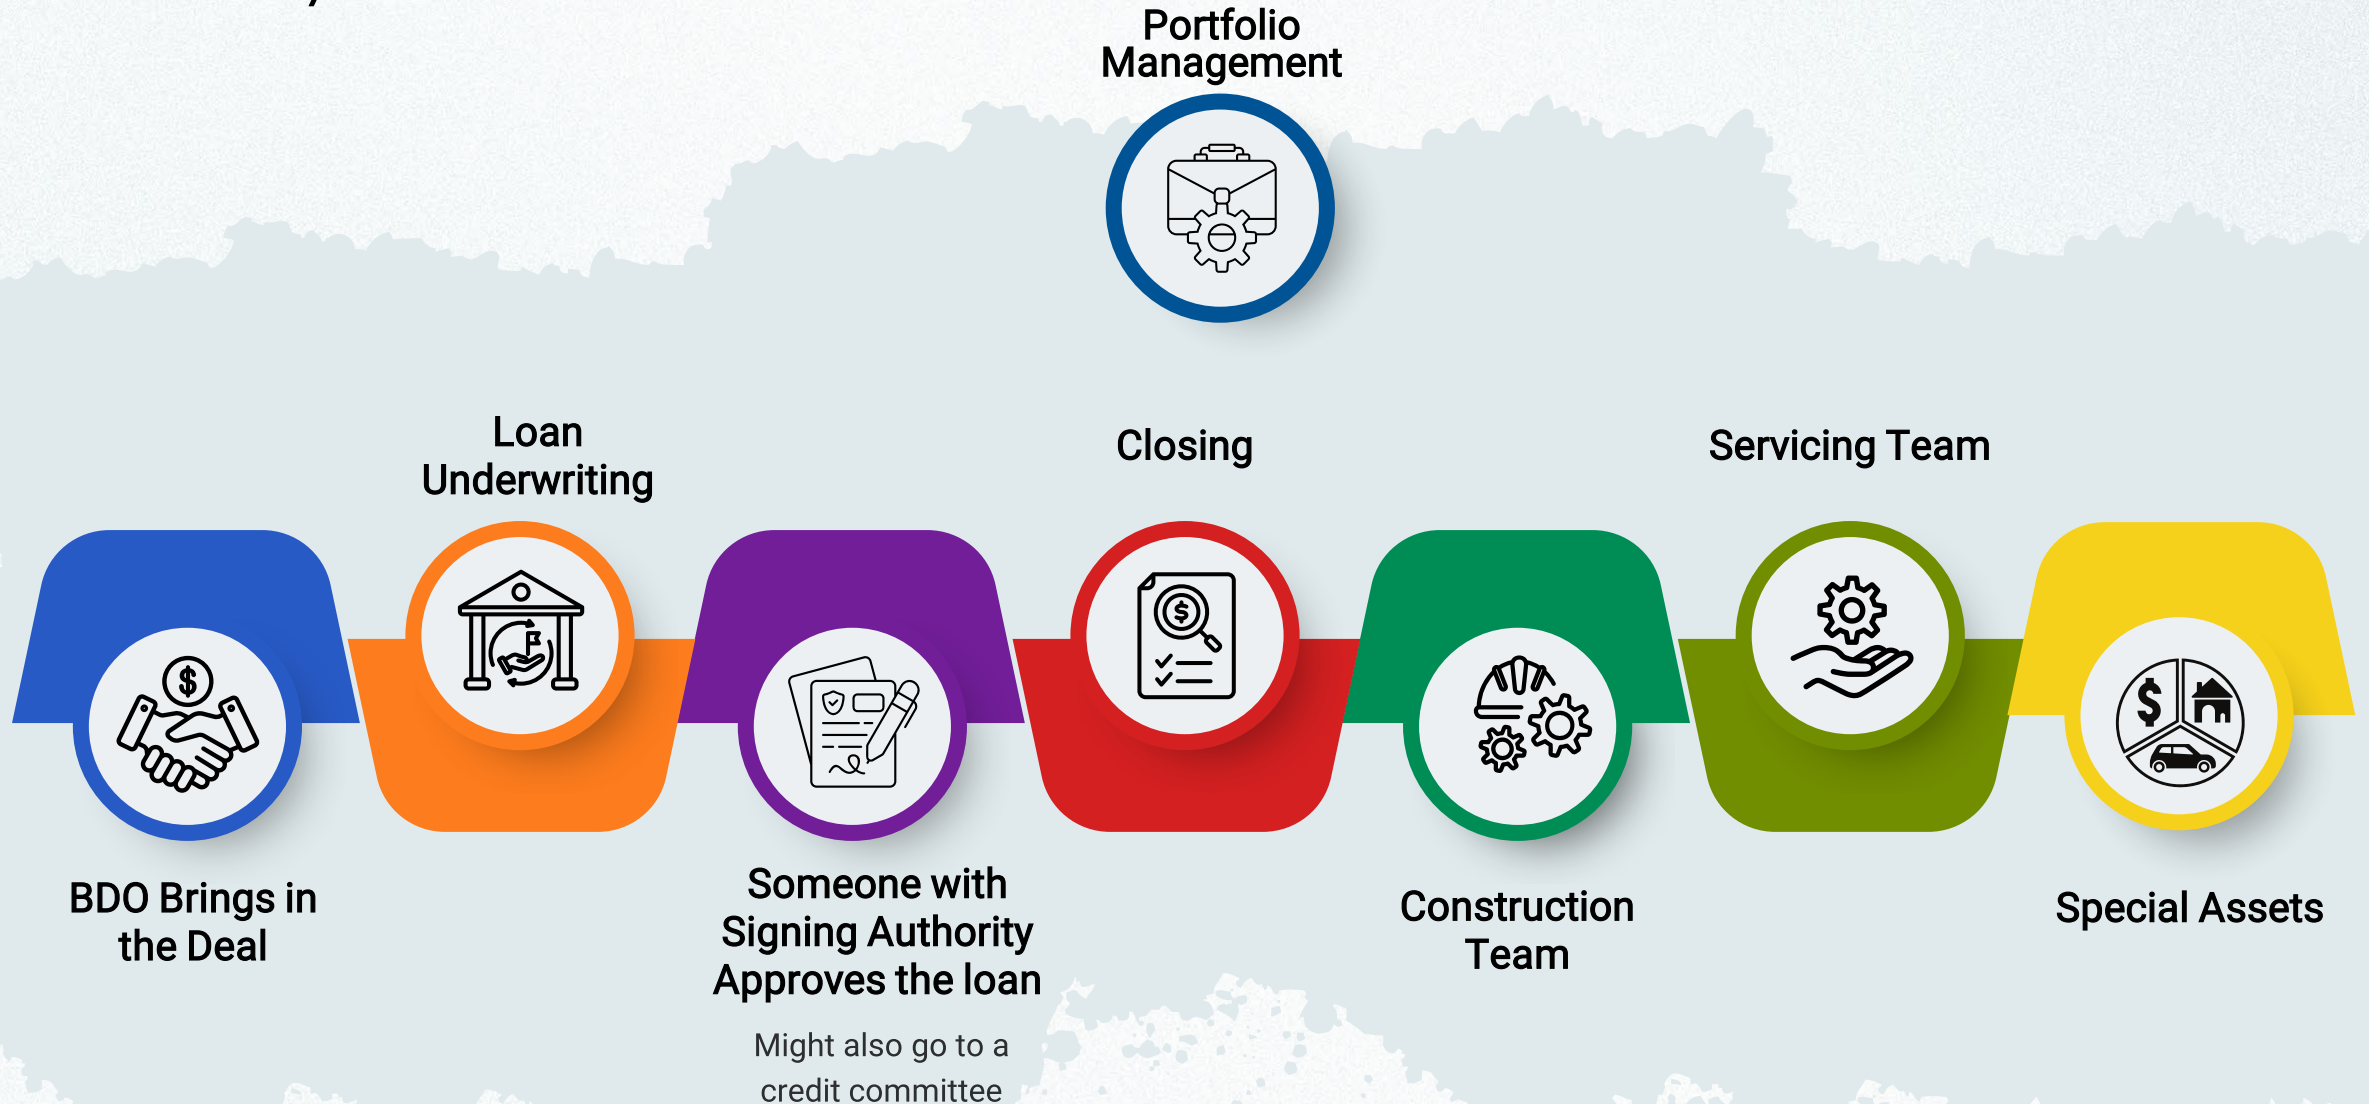 Portfolio
Management
Loan
Underwriting
Closing
Servicing Team
$
$
$
BDO Brings in
the Deal
Someone with
Signing Authority
Approves the loan
Might also go to a
credit committee
Construction
Team
Special Assets